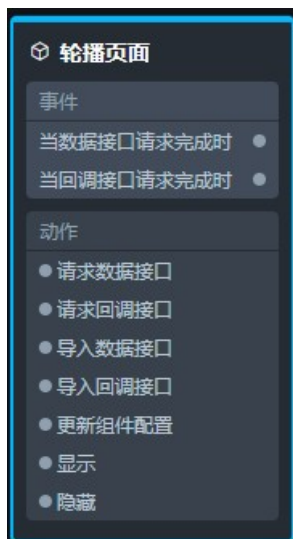 轮播页面
事件
当数据接口请求完成时
当回调接口请求完成时
动作
请求数据接口
请求回调接口
导入数据接口
导入回调接口
更新组件配置
显示
隐藏